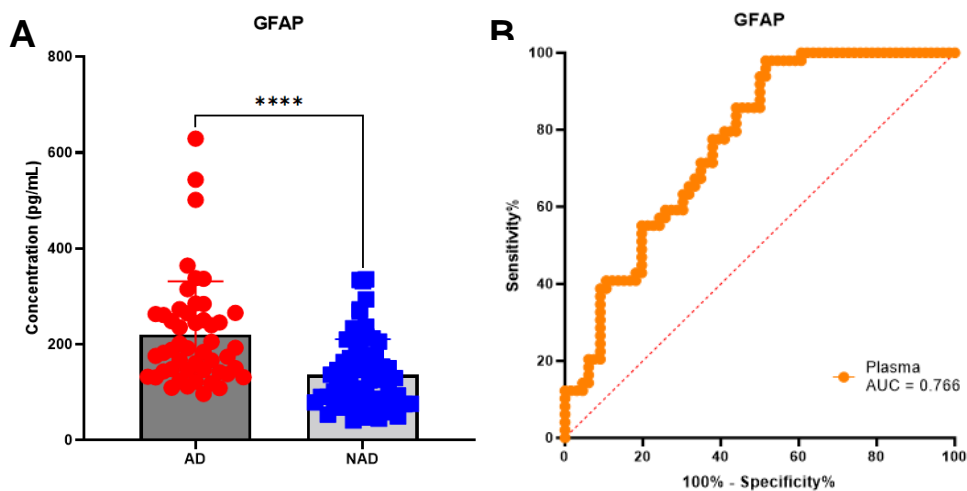 A
GFAP
Concentration (pg/mL)
800
600
400
200
0
****
AD
NAD
B
GFAP
Sensitivity%
100
80
60
40
20
0
0
20
40
60
80
100
100% - Specificity%
Plasma
AUC = 0.766